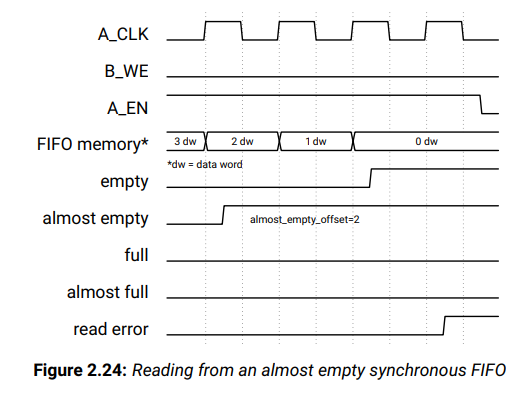 A_CLK
B_WE
A_EN
FIFO memory* 3 dw 2 dw 1 dw 0 dw
*dw = data word
empty
almost empty almost_empty_offset=2
full
almost full
read error
Figure 2.24: Reading from an almost empty synchronous FIFO